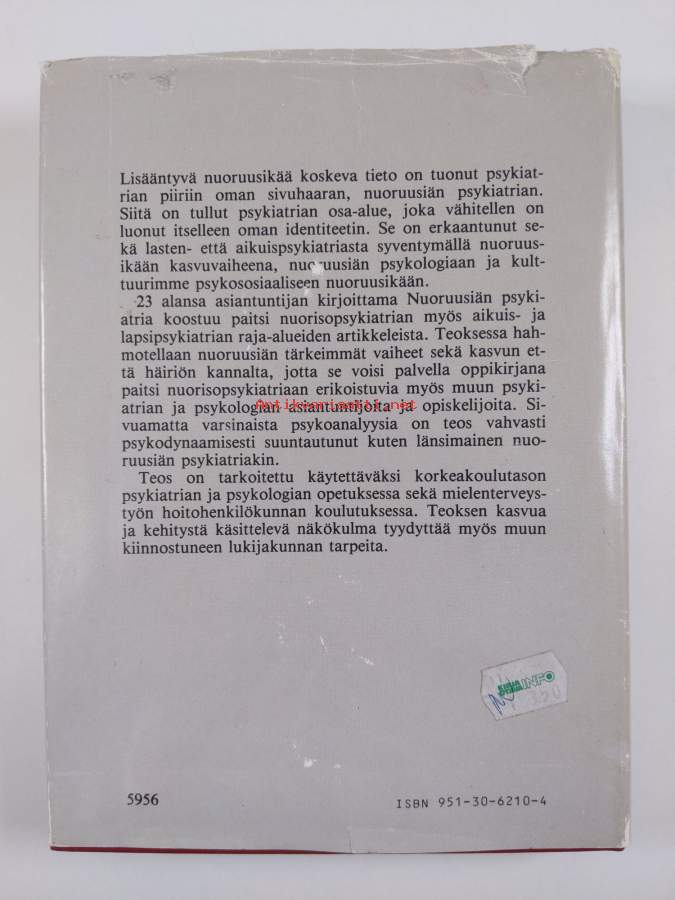 Lisääntyvä nuoruusikää koskeva tieto on tuonut psykiat-
rian piiriin oman sivuhaaran, nuoruusiän psykiatrian.
Siitä on tullut psykiatrian osa-alue, joka vähitellen on
luonut itselleen oman identiteetin. Se on erkaantunut se-
kä lasten- että aikuispsykiatriasta syventymällä nuoruus-
ikään kasvuvaiheena, nuoruusiän psykologiaan ja kult-
tuurimme psykososiaaliseen nuoruusikään.
23 alansa asiantuntijan kirjoittama Nuoruusiän psyki-
atria koostuu paitsi nuorisopsykiatrian myös aikuis- ja
lapsipsykiatrian raja-alueiden artikkeleista. Teoksessa hah-
motellaan nuoruusiän tärkeimmät vaiheet sekä kasvun et-
tä häiriön kannalta, jotta se voisi palvella oppikirjana
paitsi nuorisopsykiatriaan erikoistuvia myös muun psyki-
atrian ja psykologian asiantuntijoita ja opiskelijoita. Si-
vuamatta varsinaista psykoanalyysia on teos vahvasti
psykodynaamisesti suuntautunut kuten länsimainen nuo-
ruusiän psykiatriakin.
Teos on tarkoitettu käytettäväksi korkeakoulutason
psykiatrian ja psykologian opetuksessa sekä mielenterveys-
työn hoitohenkilökunnan koulutuksessa. Teoksen kasvua
ja kehitystä käsittelevä näkökulma tyydyttää myös muun
kiinnostuneen lukijakunnan tarpeita.
Antikvariaatti.net
INFO
5956
ISBN 951-30-6210-4